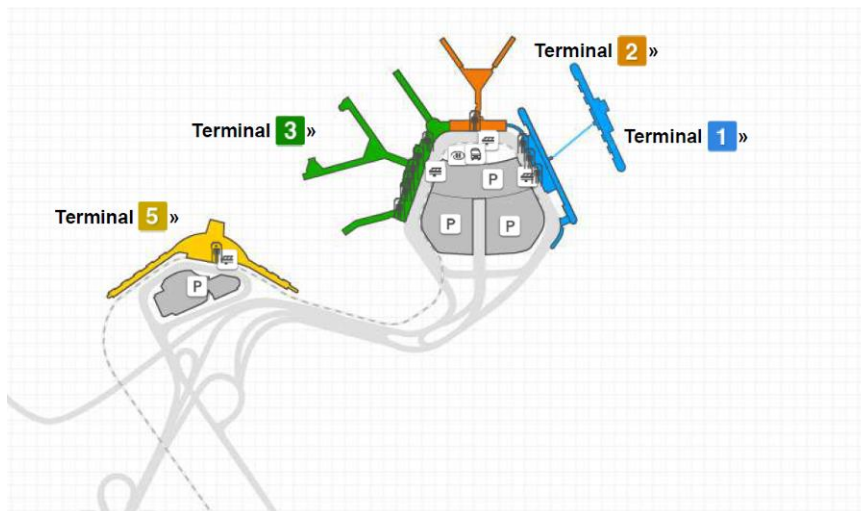 Terminal 2 »
Terminal 3 »
Terminal 1 »
P
P
P
Terminal 5 »
P